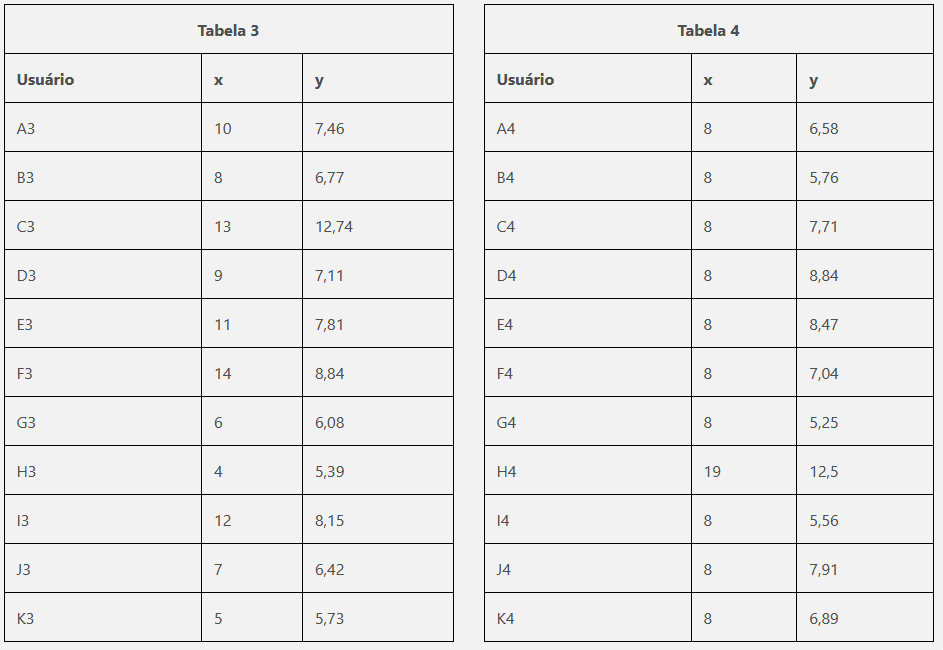 Tabela 3
Usuário x y
A3 10 7,46
B3 8 6,77
C3 13 12,74
D3 9 7,11
E3 11 7,81
F3 14 8,84
G3 6 6,08
H3 4 5,39
I3 12 8,15
J3 7 6,42
K3 5 5,73
Tabela 4
Usuário x y
A4 8 6,58
B4 8 5,76
C4 8 7,71
D4 8 8,84
E4 8 8,47
F4 8 7,04
G4 8 5,25
H4 19 12,5
I4 8 5,56
J4 8 7,91
K4 8 6,89